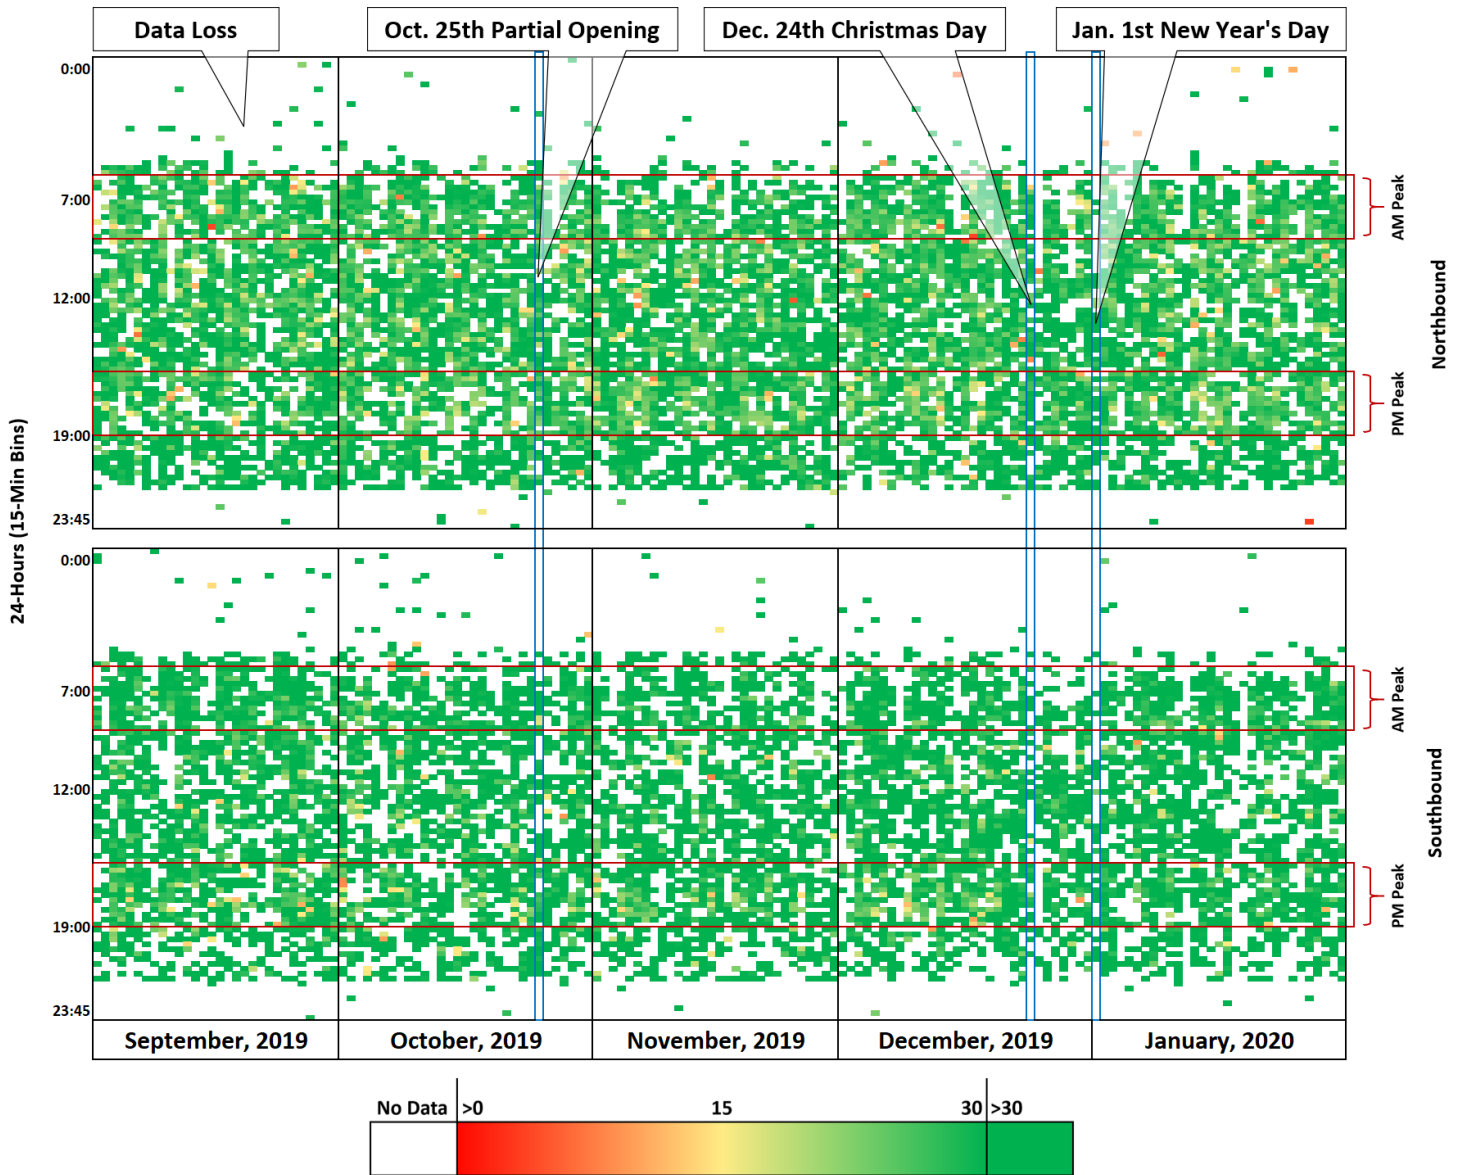 Data Loss
Oct. 25th Partial Opening
Dec. 24th Christmas Day
Jan. 1st New Year's Day
24-Hours (15-Min Bins)
0:00
7:00
12:00
19:00
23:45
AM Peak
PM Peak
Northbound
0:00
7:00
12:00
19:00
23:45
AM Peak
PM Peak
Southbound
September, 2019
October, 2019
November, 2019
December, 2019
January, 2020
No Data >0 15 30 >30